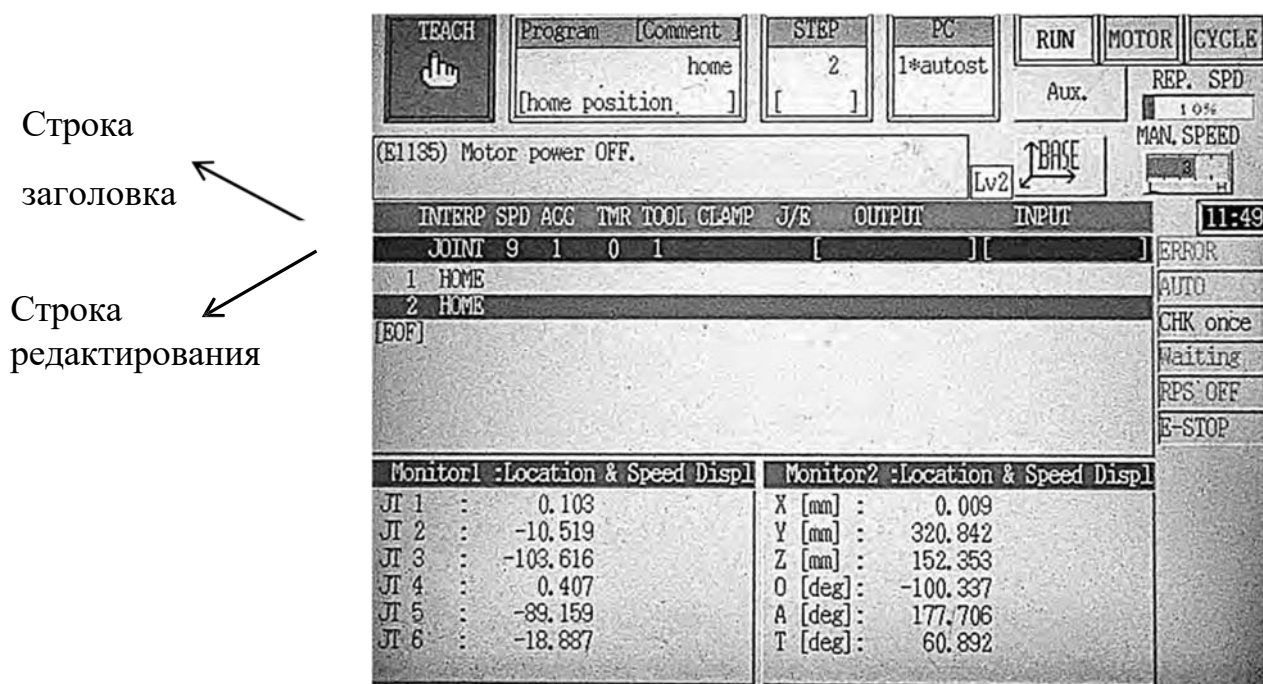 Строка
заголовка
Строка
редактирования
TEACH
Program [Comment ]
home
[home position ]
STEP
2
[ ]
PC
1*autost
RUN
MOTOR
CYCLE
Aux.
REP. SPD
10%
(E1135) Motor power OFF.
Lv2
BASE
MAN. SPEED
3
H
INTERP SPD ACC TMR TOOL CLAMP J/E OUTPUT INPUT
11:49
JOINT 9 1 0 1 [ ][ ]
ERROR
1 HOME
AUTO
2 HOME
[EOF]
CHK once
Waiting
RPS OFF
E-STOP
Monitor1 :Location & Speed Displ
JT 1 : 0.103
JT 2 : -10.519
JT 3 : -103.616
JT 4 : 0.407
JT 5 : -89.159
JT 6 : -18.887
Monitor2 :Location & Speed Displ
X [mm] : 0.009
Y [mm] : 320.842
Z [mm] : 152.353
O [deg]: -100.337
A [deg]: 177.706
T [deg]: 60.892